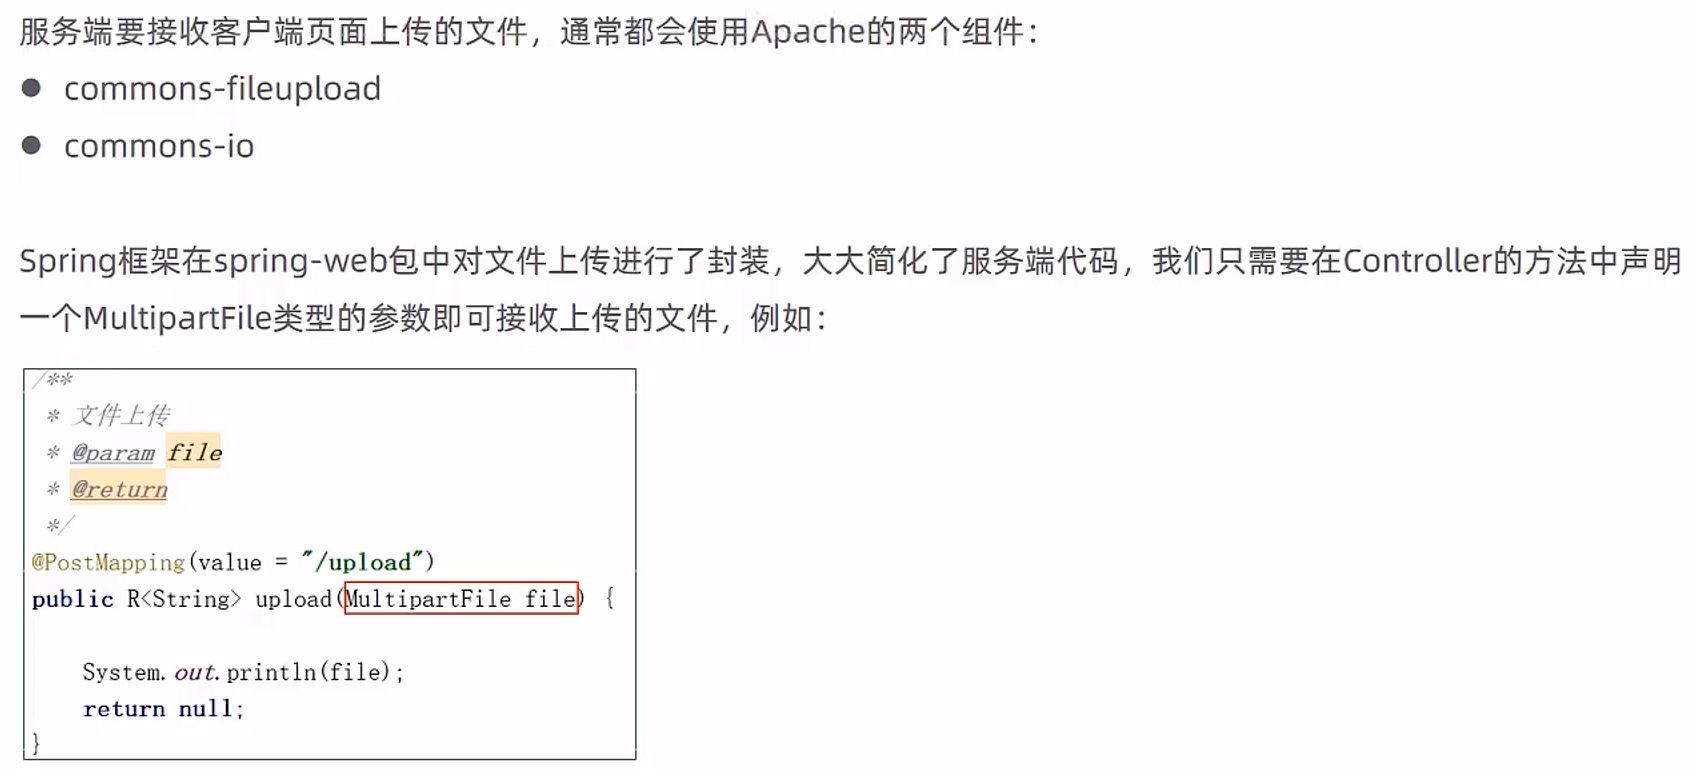 服务端要接收客户端页面上传的文件，通常都会使用Apache的两个组件：
● commons-fileupload
● commons-io
Spring框架在spring-web包中对文件上传进行了封装，大大简化了服务端代码，我们只需要在Controller的方法中声明
一个MultipartFile类型的参数即可接收上传的文件，例如：
/**
 * 文件上传
 * @param file
 * @return
 */
@PostMapping(value = "/upload")
public R<String> upload(MultipartFile file) {
    System.out.println(file);
    return null;
}